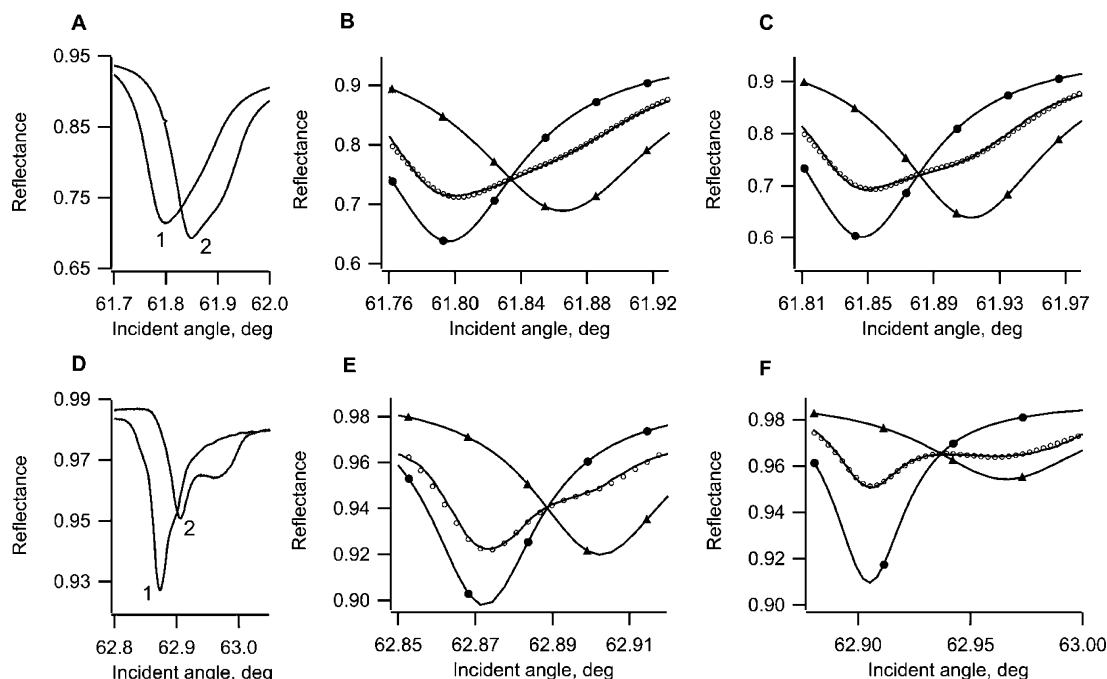 A
B
C
0.95
0.85
0.75
0.65
Reflectance
1
2
61.7 61.8 61.9 62.0
Incident angle, deg
0.9
0.8
0.7
0.6
Reflectance
61.76 61.80 61.84 61.88 61.92
Incident angle, deg
0.9
0.8
0.7
0.6
Reflectance
61.81 61.85 61.89 61.93 61.97
Incident angle, deg
D
E
F
0.99
0.97
0.95
0.93
Reflectance
1
2
62.8 62.9 63.0
Incident angle, deg
0.98
0.96
0.94
0.92
0.90
Reflectance
62.85 62.87 62.89 62.91
Incident angle, deg
0.98
0.96
0.94
0.92
0.90
Reflectance
62.90 62.95 63.00
Incident angle, deg